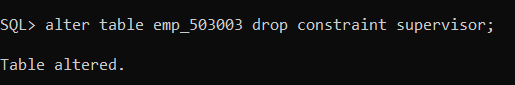 SQL> alter table emp_503003 drop constraint supervisor;
Table altered.